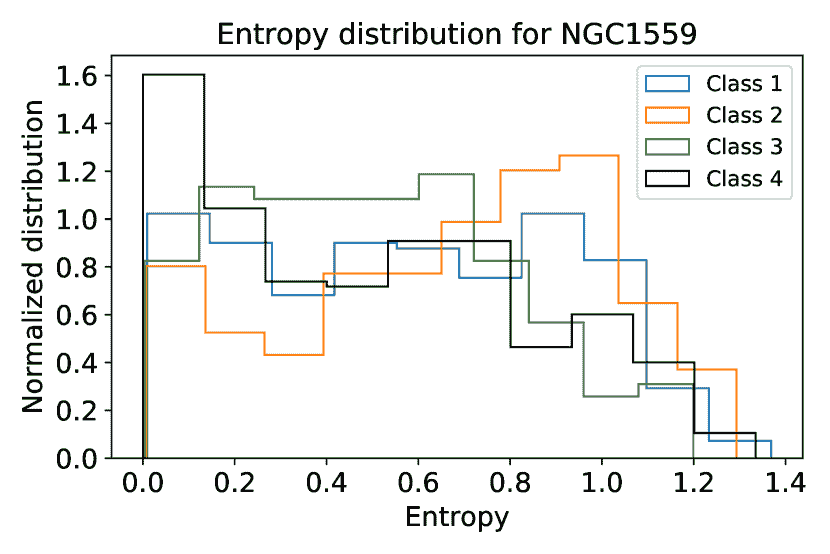 Entropy distribution for NGC1559
Normalized distribution
1.6
1.4
1.2
1.0
0.8
0.6
0.4
0.2
0.0
Class 1
Class 2
Class 3
Class 4
0.0 0.2 0.4 0.6 0.8 1.0 1.2 1.4
Entropy